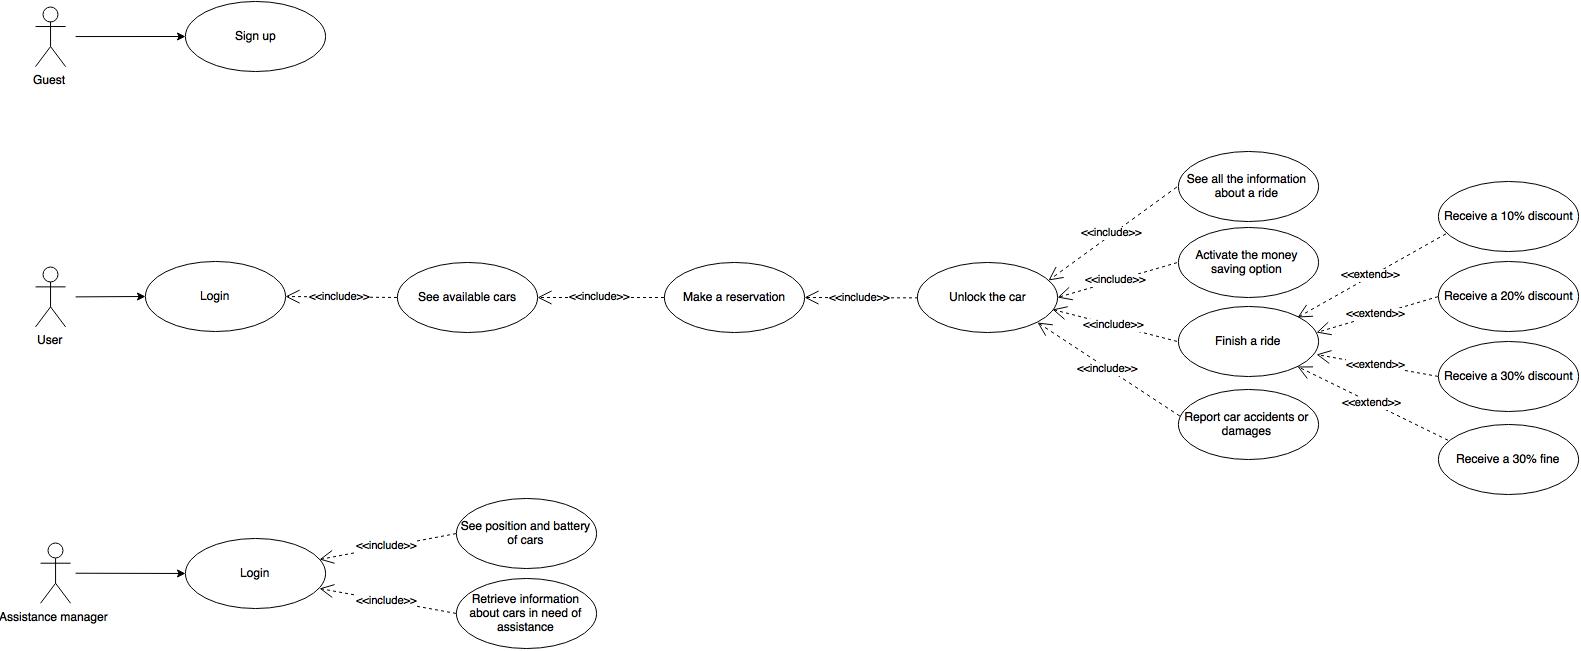 Sign up
Guest
See all the information
about a ride
Receive a 10% discount
<<include>>
Activate the money
saving option
<<extend>>
<<include>>
Login
<<include>>
See available cars
<<include>>
Make a reservation
<<include>>
Unlock the car
Receive a 20% discount
<<extend>>
<<include>>
User
Finish a ride
<<extend>>
<<include>>
Receive a 30% discount
<<extend>>
Report car accidents or
damages
Receive a 30% fine
See position and battery
of cars
<<include>>
Login
<<include>>
Retrieve information
about cars in need of
assistance
Assistance manager